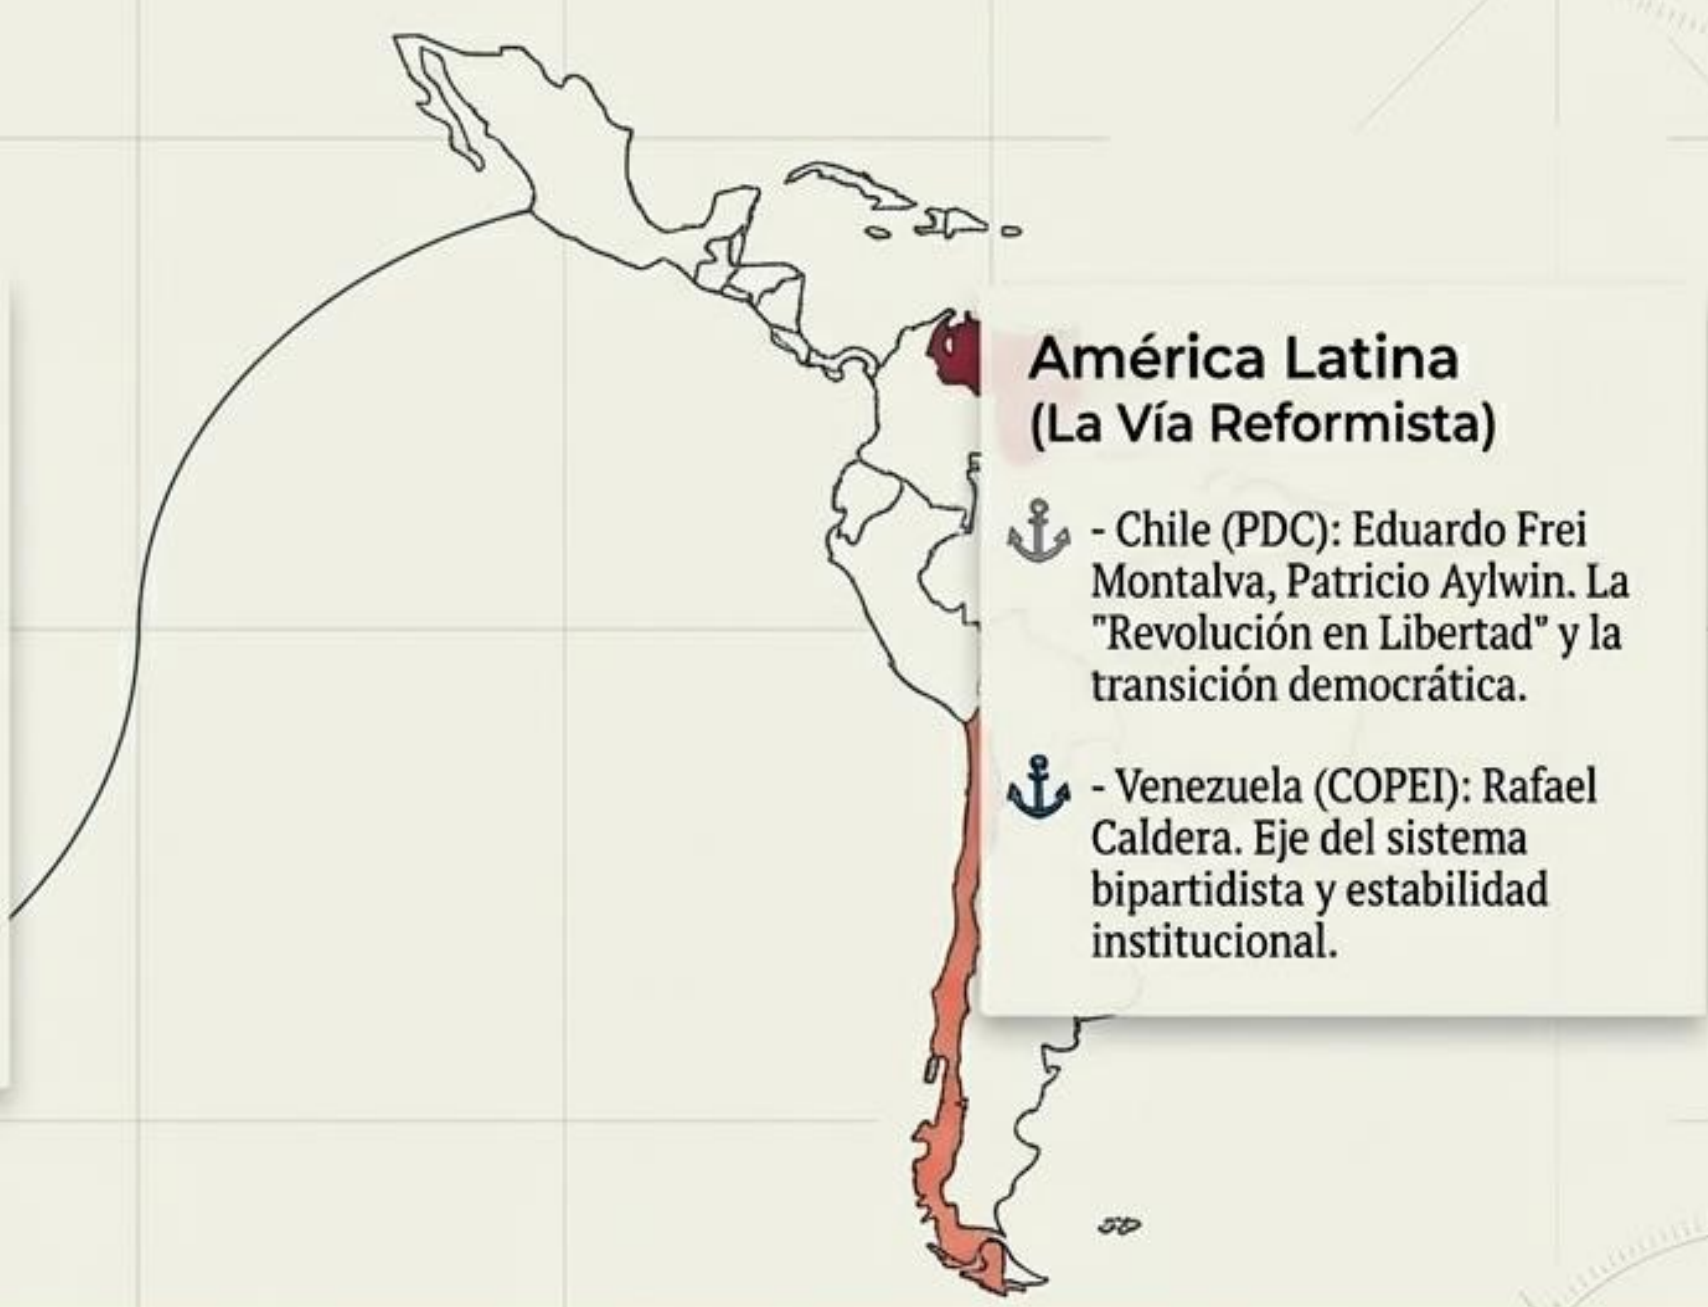 América Latina
(La Vía Reformista)
- Chile (PDC): Eduardo Frei
Montalva, Patricio Aylwin. La
"Revolución en Libertad" y la
transición democrática.
- Venezuela (COPEI): Rafael
Caldera. Eje del sistema
bipartidista y estabilidad
institucional.